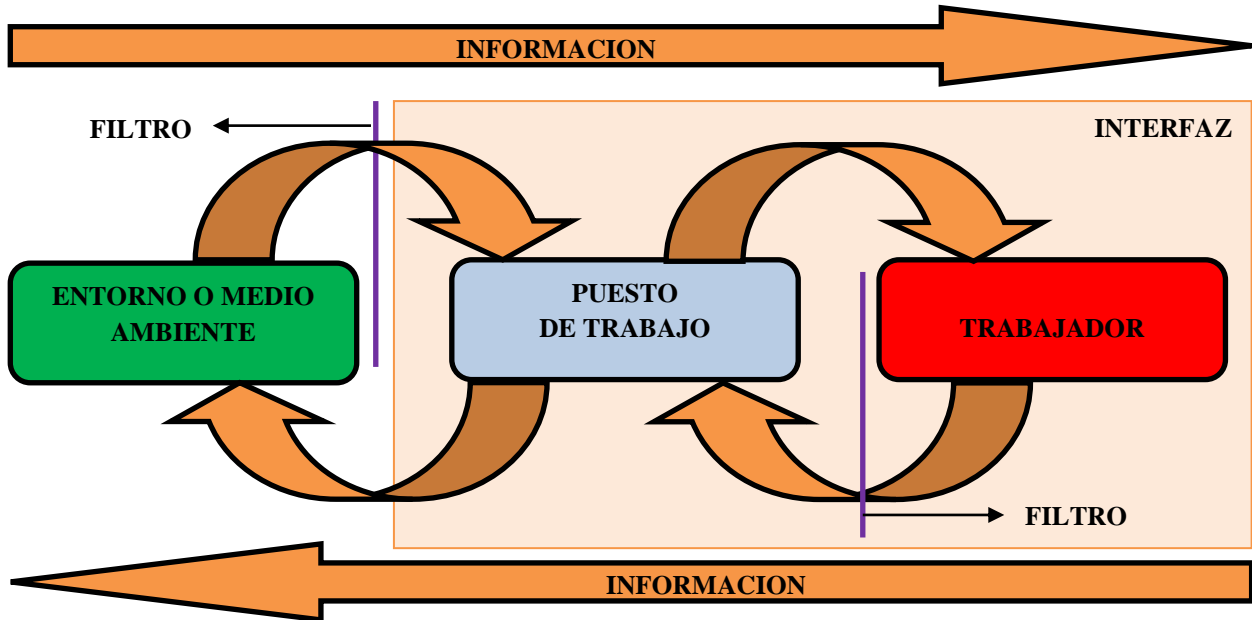 INFORMACION
FILTRO
INTERFAZ
ENTORNO O MEDIO
AMBIENTE
PUESTO
DE TRABAJO
TRABAJADOR
FILTRO
INFORMACION